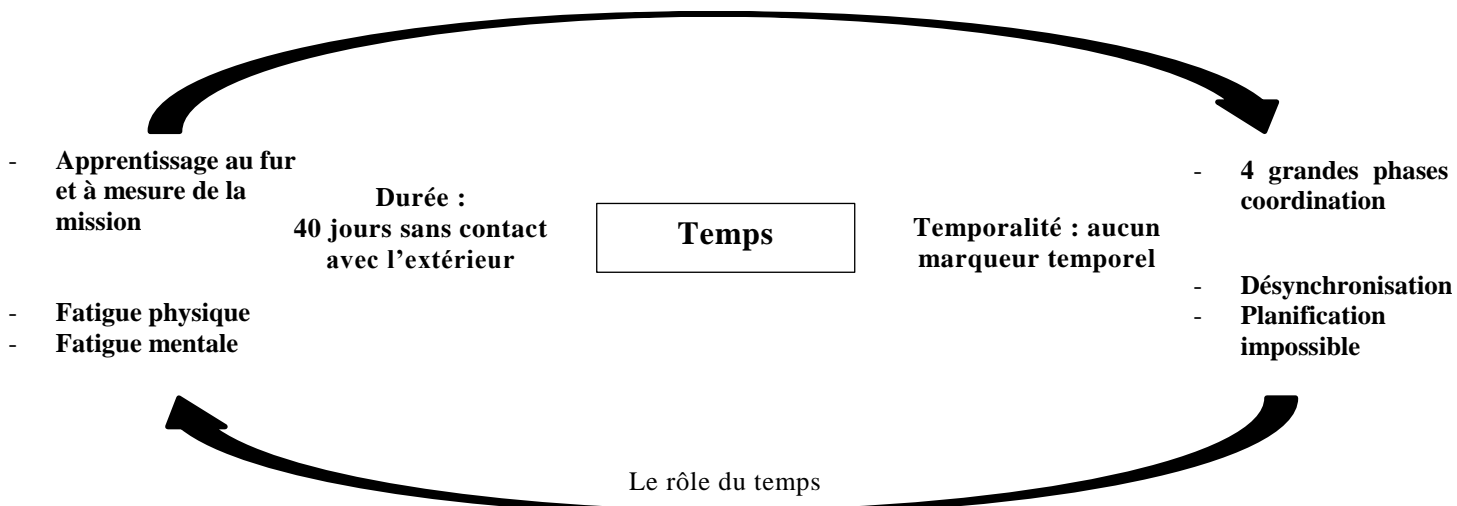 - Apprentissage au fur
et à mesure de la
mission
- Fatigue physique
- Fatigue mentale
Durée :
40 jours sans contact
avec l'extérieur
Temps
Temporalité : aucun
marqueur temporel
- 4 grandes phases
coordination
- Désynchronisation
- Planification
impossible
Le rôle du temps